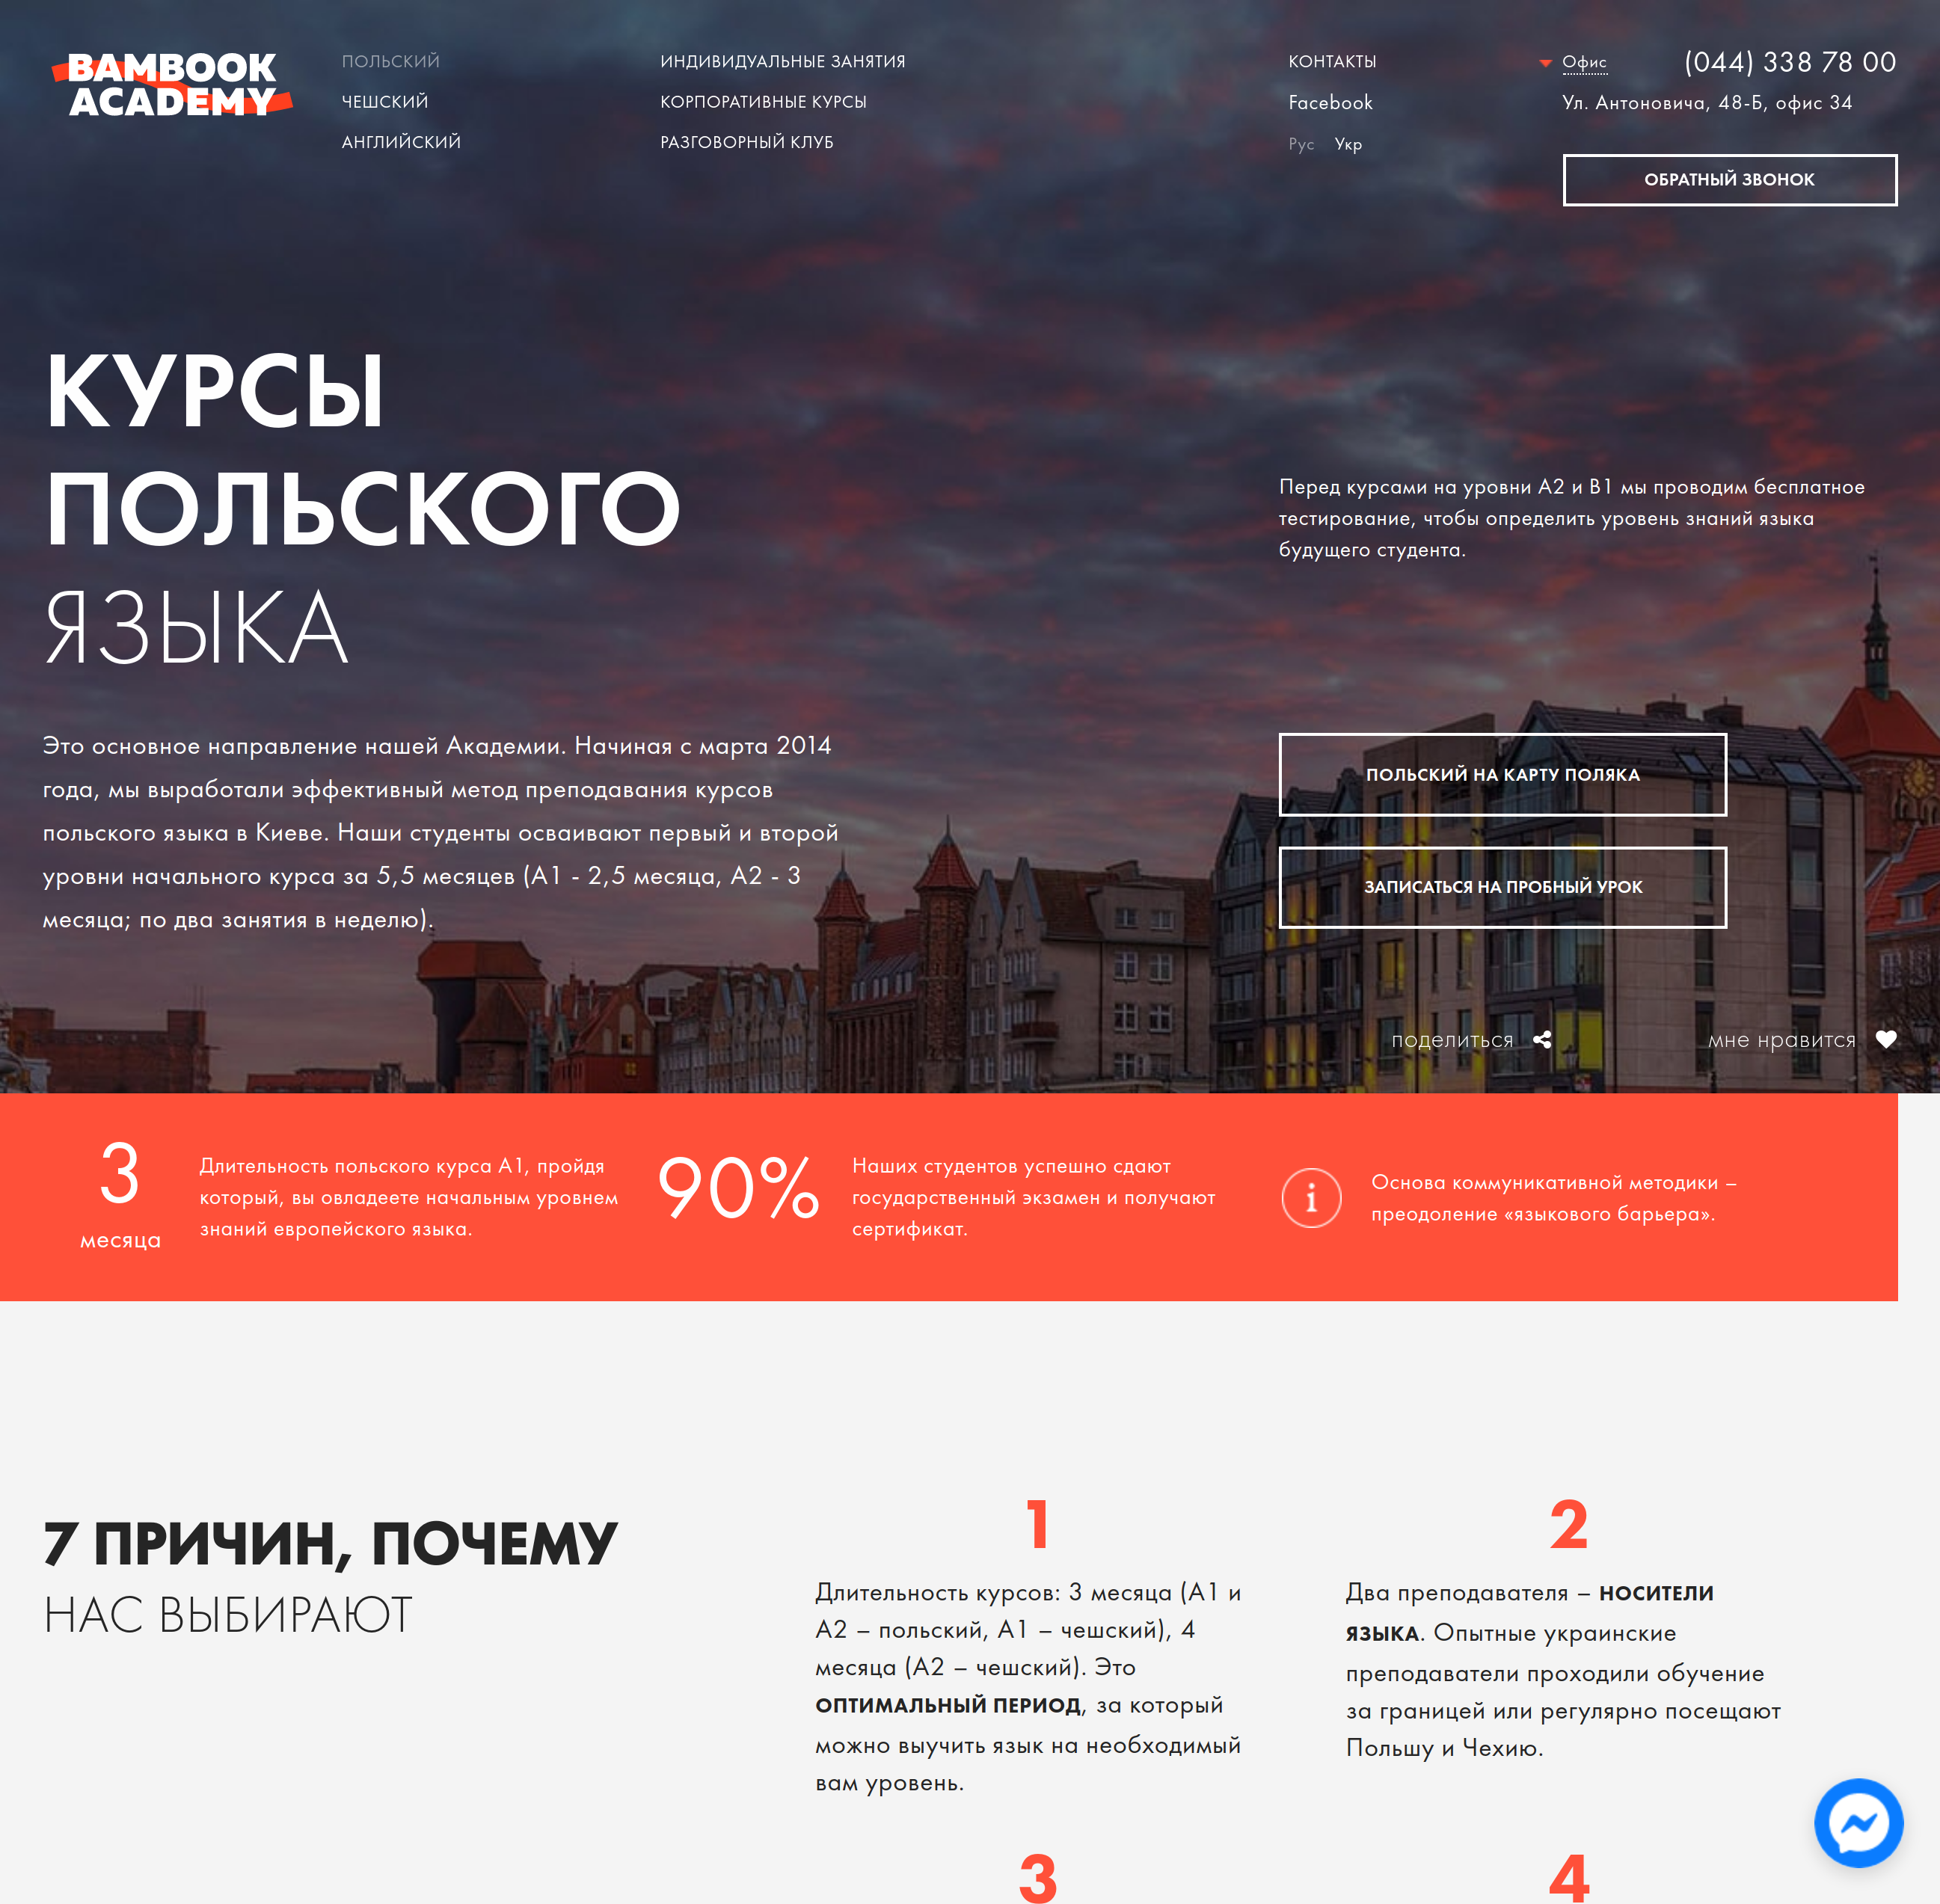 BAMBOOK
ACADEMY
ПОЛЬСКИЙ
ЧЕШСКИЙ
АНГЛИЙСКИЙ
ИНДИВИДУАЛЬНЫЕ ЗАНЯТИЯ
КОРПОРАТИВНЫЕ КУРСЫ
РАЗГОВОРНЫЙ КЛУБ
КОНТАКТЫ
Facebook
Рус Укр
Офис (044) 338 78 00
Ул. Антоновича, 48-Б, офис 34
ОБРАТНЫЙ ЗВОНОК
КУРСЫ
ПОЛЬСКОГО
ЯЗЫКА
Это основное направление нашей Академии. Начиная с марта 2014
года, мы выработали эффективный метод преподавания курсов
польского языка в Киеве. Наши студенты осваивают первый и второй
уровни начального курса за 5,5 месяцев (А1 - 2,5 месяца, А2 - 3
месяца; по два занятия в неделю).
Перед курсами на уровни А2 и В1 мы проводим бесплатное
тестирование, чтобы определить уровень знаний языка
будущего студента.
ПОЛЬСКИЙ НА КАРТУ ПОЛЯКА
ЗАПИСАТЬСЯ НА ПРОБНЫЙ УРОК
поделиться
мне нравится
3
месяца
Длительность польского курса А1, пройдя
который, вы овладеете начальным уровнем
знаний европейского языка.
90%
Наших студентов успешно сдают
государственный экзамен и получают
сертификат.
i
Основа коммуникативной методики –
преодоление «языкового барьера».
7 ПРИЧИН, ПОЧЕМУ
НАС ВЫБИРАЮТ
1
Длительность курсов: 3 месяца (А1 и
А2 – польский, А1 – чешский), 4
месяца (А2 – чешский). Это
ОПТИМАЛЬНЫЙ ПЕРИОД, за который
можно выучить язык на необходимый
вам уровень.
2
Два преподавателя – НОСИТЕЛИ
ЯЗЫКА. Опытные украинские
преподаватели проходили обучение
за границей или регулярно посещают
Польшу и Чехию.
3
4